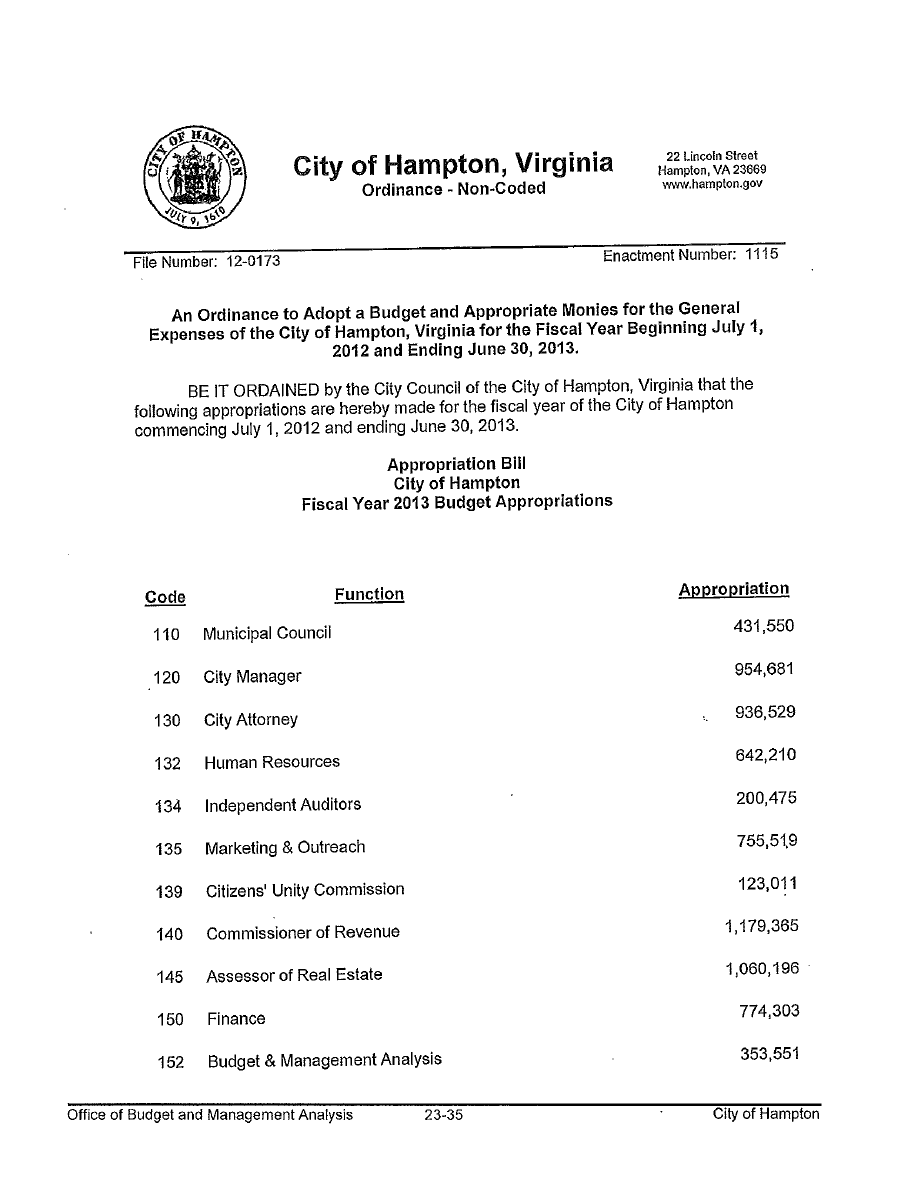 CITY OF HAMPTON
JULY 9, 1610
City of Hampton, Virginia
Ordinance - Non-Coded
22 Lincoln Street
Hampton, VA 23669
www.hampton.gov
File Number: 12-0173 Enactment Number: 1115
An Ordinance to Adopt a Budget and Appropriate Monies for the General
Expenses of the City of Hampton, Virginia for the Fiscal Year Beginning July 1,
2012 and Ending June 30, 2013.
BE IT ORDAINED by the City Council of the City of Hampton, Virginia that the
following appropriations are hereby made for the fiscal year of the City of Hampton
commencing July 1, 2012 and ending June 30, 2013.
Appropriation Bill
City of Hampton
Fiscal Year 2013 Budget Appropriations
Code Function Appropriation
110 Municipal Council 431,550
120 City Manager 954,681
130 City Attorney 936,529
132 Human Resources 642,210
134 Independent Auditors 200,475
135 Marketing & Outreach 755,519
139 Citizens' Unity Commission 123,011
140 Commissioner of Revenue 1,179,365
145 Assessor of Real Estate 1,060,196
150 Finance 774,303
152 Budget & Management Analysis 353,551
Office of Budget and Management Analysis 23-35 City of Hampton